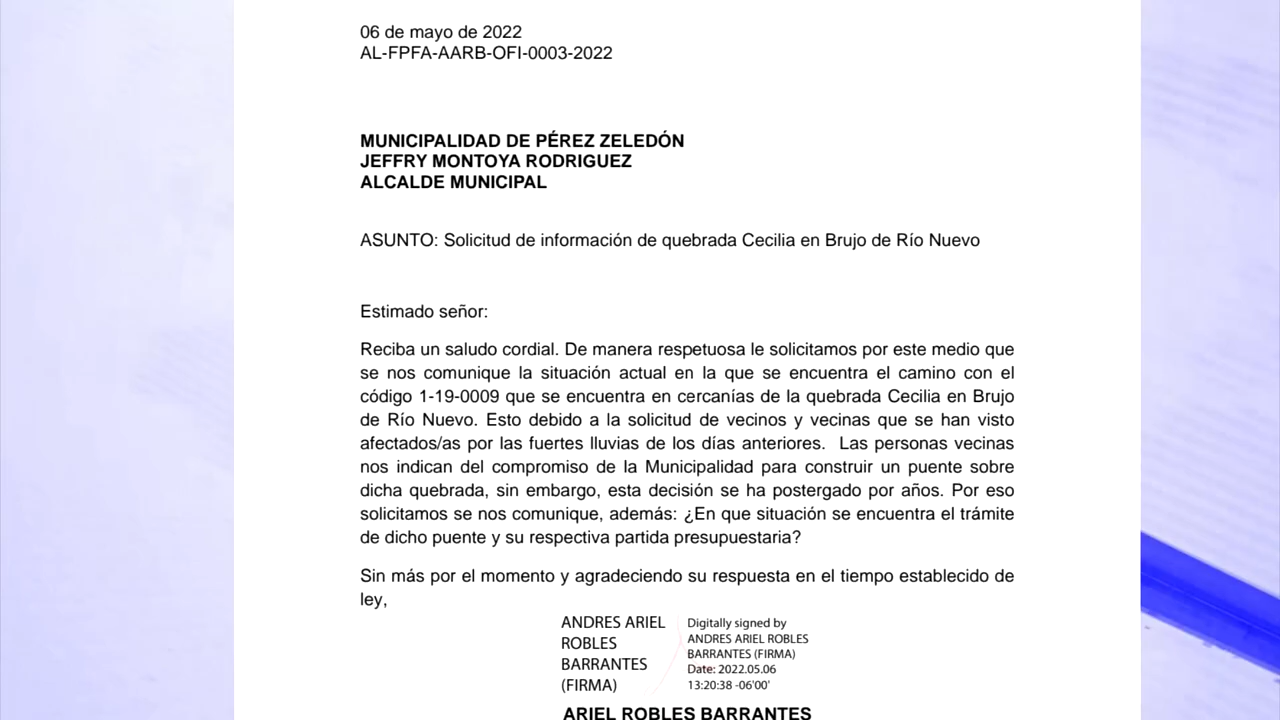 06 de mayo de 2022
AL-FPFA-AARB-OFI-0003-2022
MUNICIPALIDAD DE PÉREZ ZELEDÓN
JEFFRY MONTOYA RODRIGUEZ
ALCALDE MUNICIPAL
ASUNTO: Solicitud de información de quebrada Cecilia en Brujo de Río Nuevo
Estimado señor:
Reciba un saludo cordial. De manera respetuosa le solicitamos por este medio que
se nos comunique la situación actual en la que se encuentra el camino con el
código 1-19-0009 que se encuentra en cercanías de la quebrada Cecilia en Brujo
de Río Nuevo. Esto debido a la solicitud de vecinos y vecinas que se han visto
afectados/as por las fuertes lluvias de los días anteriores. Las personas vecinas
nos indican del compromiso de la Municipalidad para construir un puente sobre
dicha quebrada, sin embargo, esta decisión se ha postergado por años. Por eso
solicitamos se nos comunique, además: ¿En que situación se encuentra el trámite
de dicho puente y su respectiva partida presupuestaria?
Sin más por el momento y agradeciendo su respuesta en el tiempo establecido de
ley,
ANDRES ARIEL
ROBLES
BARRANTES
(FIRMA)
Digitally signed by
ANDRES ARIEL ROBLES
BARRANTES (FIRMA)
Date: 2022.05.06
13:20:38 -06'00'
ARIEL ROBLES BARRANTES